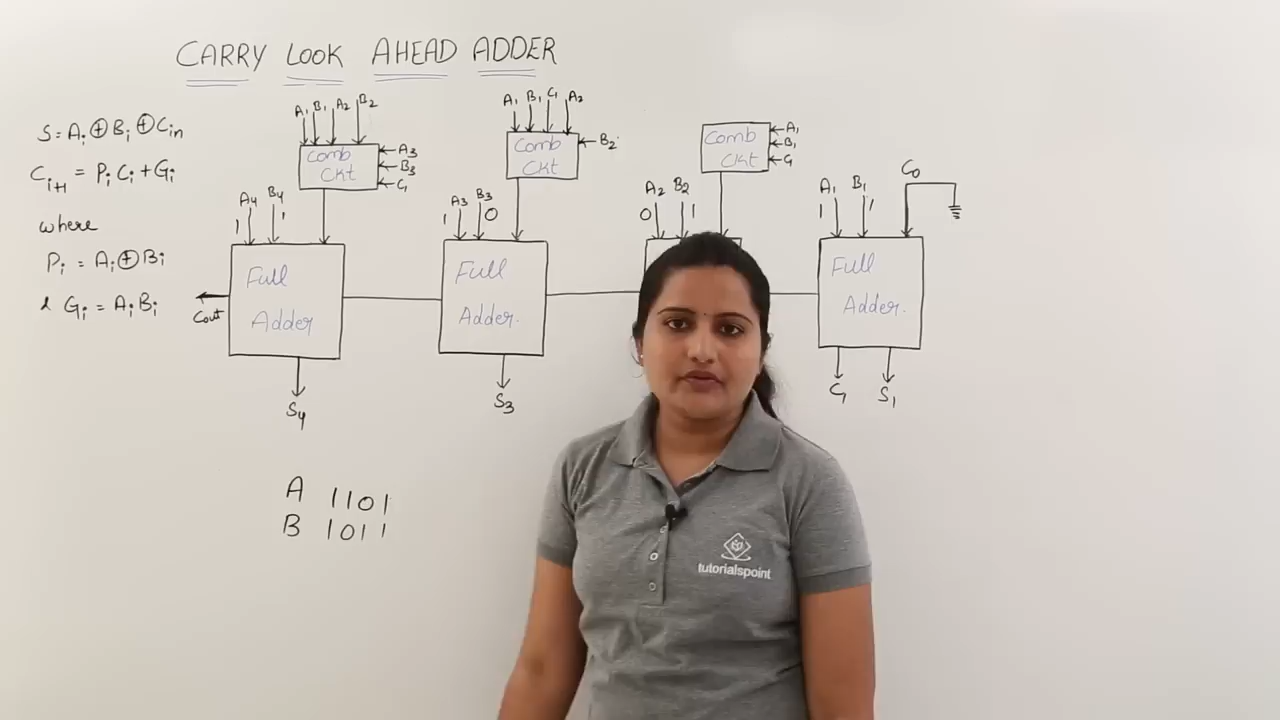 CARRY LOOK AHEAD ADDER
S = Ai ⊕ Bi ⊕ Cin
Ci+1 = Pi Ci + Gi
where
Pi = Ai ⊕ Bi
& Gi = Ai Bi
A1 B1 A2 B2
Comb Ckt
A3
B3
C1
A4 B4
1 1
Full Adder
Cout
S4
A1 B1 C1 A2
Comb Ckt
B2
A3 B3
1 0
Full Adder.
S3
Comb Ckt
A1
B1
C1
A2 B2
0 1
A1 B1 C0
1 1
Full Adder.
C1 S1
A 1101
B 1011
tutorialspoint